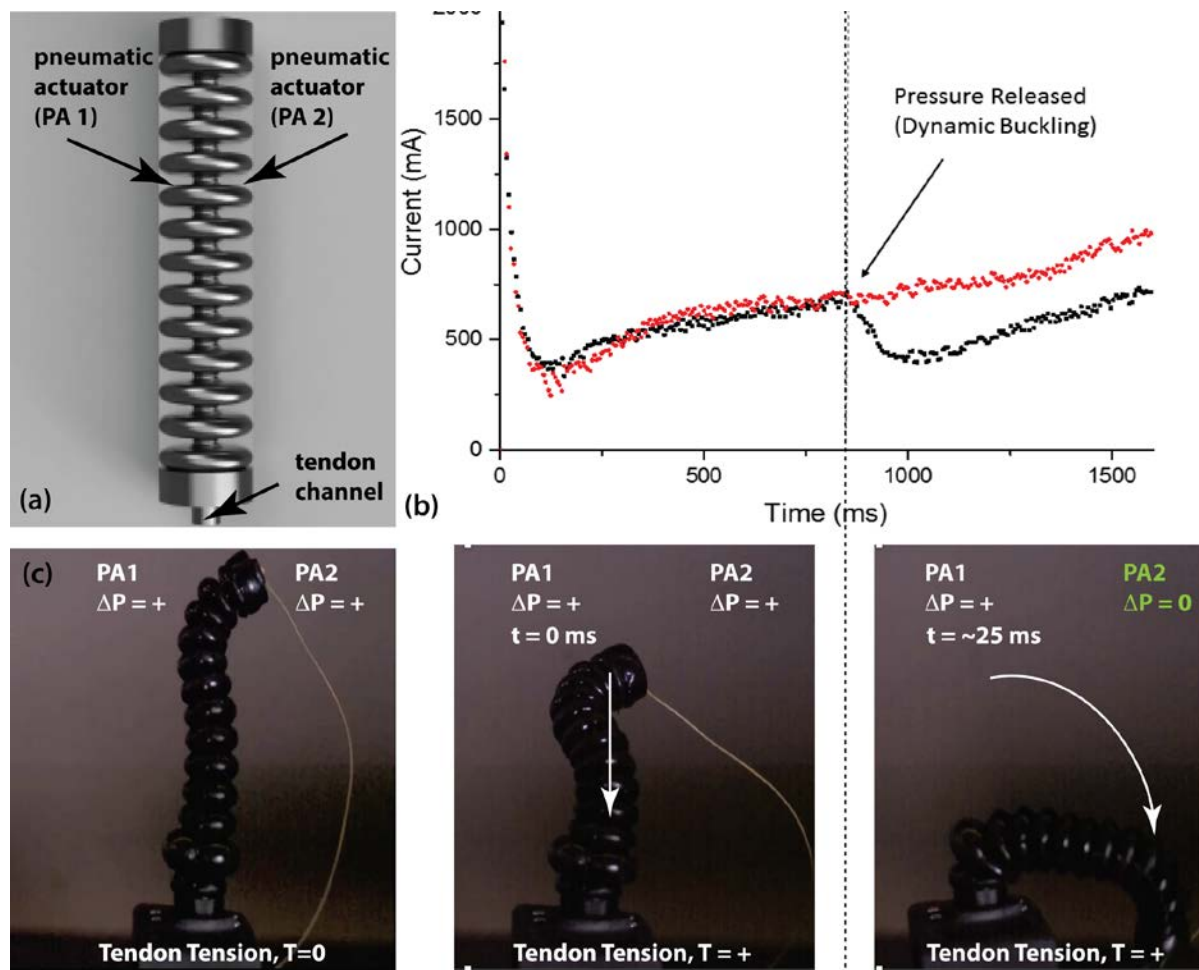 pneumatic
actuator
(PA 1)
pneumatic
actuator
(PA 2)
tendon
channel
(a)
2000
1500
1000
500
0
Current (mA)
Pressure Released
(Dynamic Buckling)
0
500
1000
1500
Time (ms)
(b)
(c)
PA1
ΔP = +
PA2
ΔP = +
Tendon Tension, T=0
PA1
ΔP = +
t = 0 ms
PA2
ΔP = +
Tendon Tension, T = +
PA1
ΔP = +
t = ~25 ms
PA2
ΔP = 0
Tendon Tension, T = +